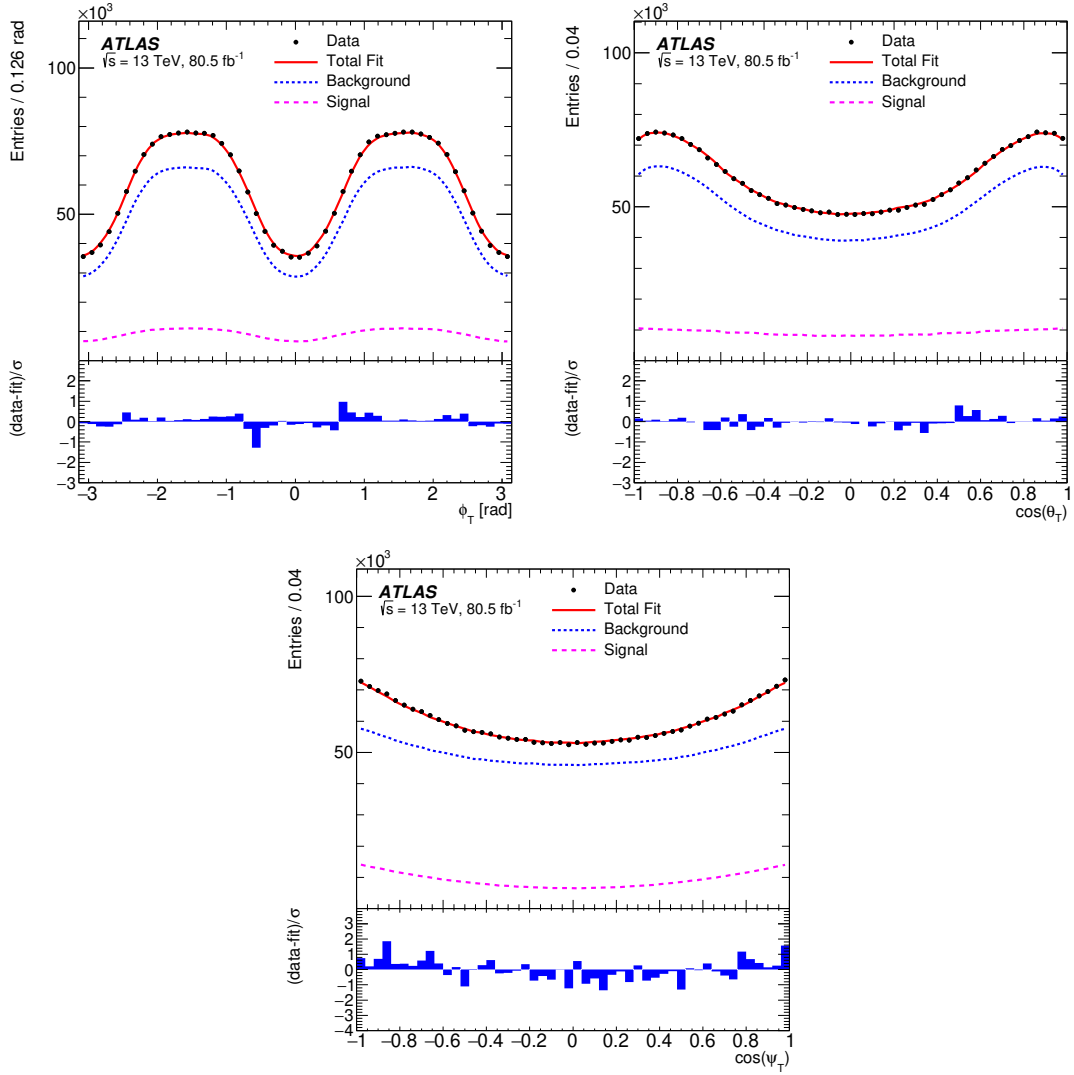 ×10³
Entries / 0.126 rad
ATLAS
√s = 13 TeV, 80.5 fb⁻¹
Data
Total Fit
Background
Signal
100
50
(data-fit)/σ
2
1
0
−1
−2
−3
−3 −2 −1 0 1 2 3
ϕ_T [rad]
×10³
Entries / 0.04
ATLAS
√s = 13 TeV, 80.5 fb⁻¹
Data
Total Fit
Background
Signal
100
50
(data-fit)/σ
2
1
0
−1
−2
−3
−1 −0.8 −0.6 −0.4 −0.2 0 0.2 0.4 0.6 0.8 1
cos(θ_T)
×10³
Entries / 0.04
ATLAS
√s = 13 TeV, 80.5 fb⁻¹
Data
Total Fit
Background
Signal
100
50
(data-fit)/σ
3
2
1
0
−1
−2
−3
−4
−1 −0.8 −0.6 −0.4 −0.2 0 0.2 0.4 0.6 0.8 1
cos(ψ_T)